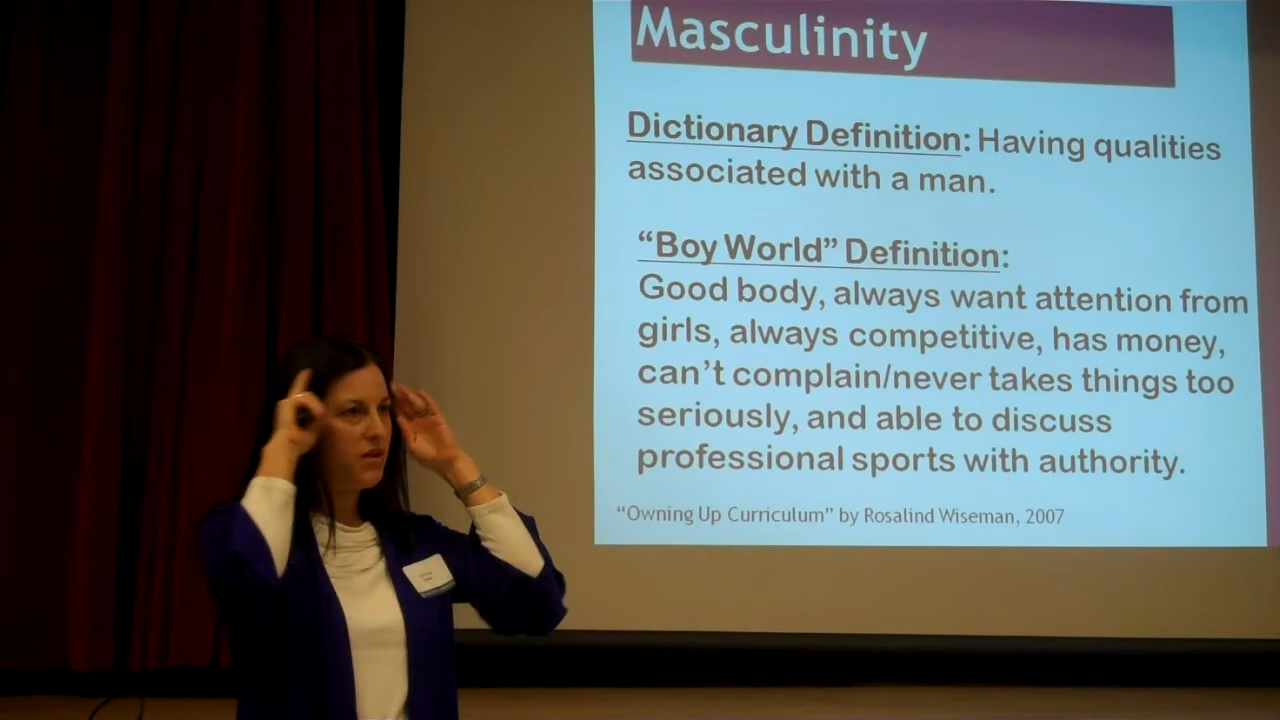 Masculinity
Dictionary Definition: Having qualities
associated with a man.
“Boy World” Definition:
Good body, always want attention from
girls, always competitive, has money,
can’t complain/never takes things too
seriously, and able to discuss
professional sports with authority.
“Owning Up Curriculum” by Rosalind Wiseman, 2007